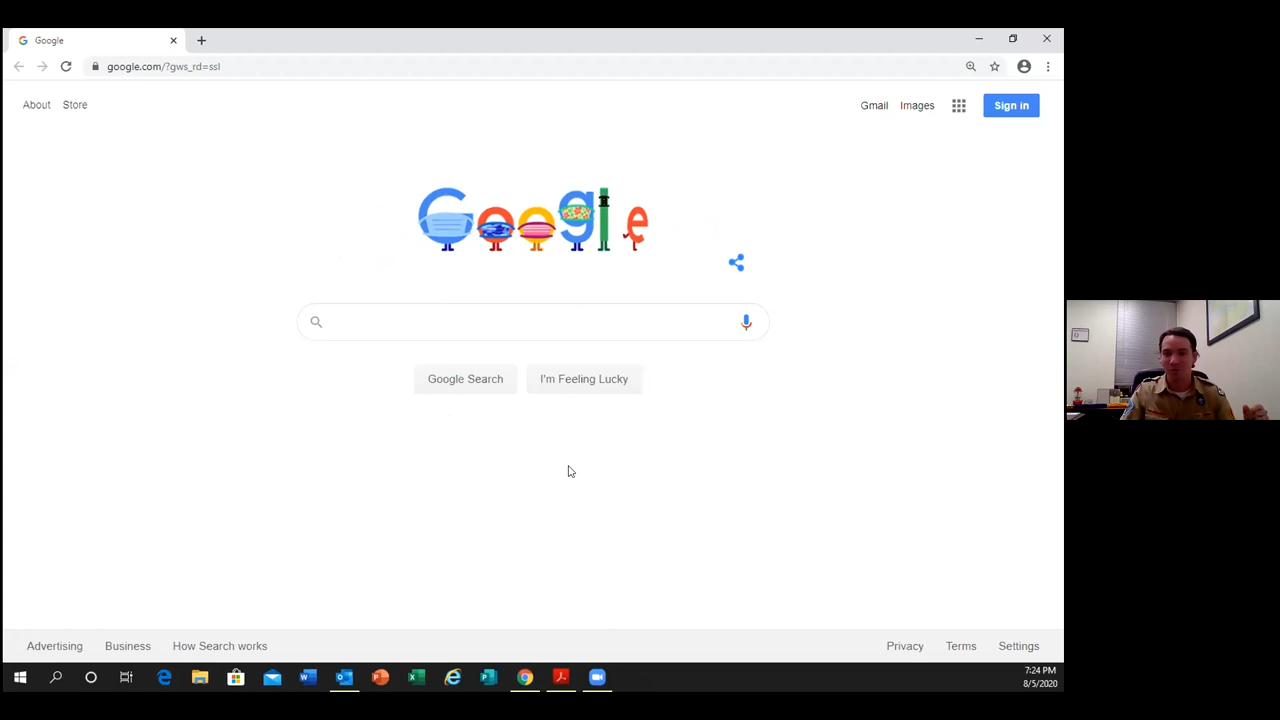 Google
google.com/?gws_rd=ssl
About Store
Gmail Images Sign in
Google
Google Search I'm Feeling Lucky
Advertising Business How Search works
Privacy Terms Settings
7:24 PM
8/5/2020